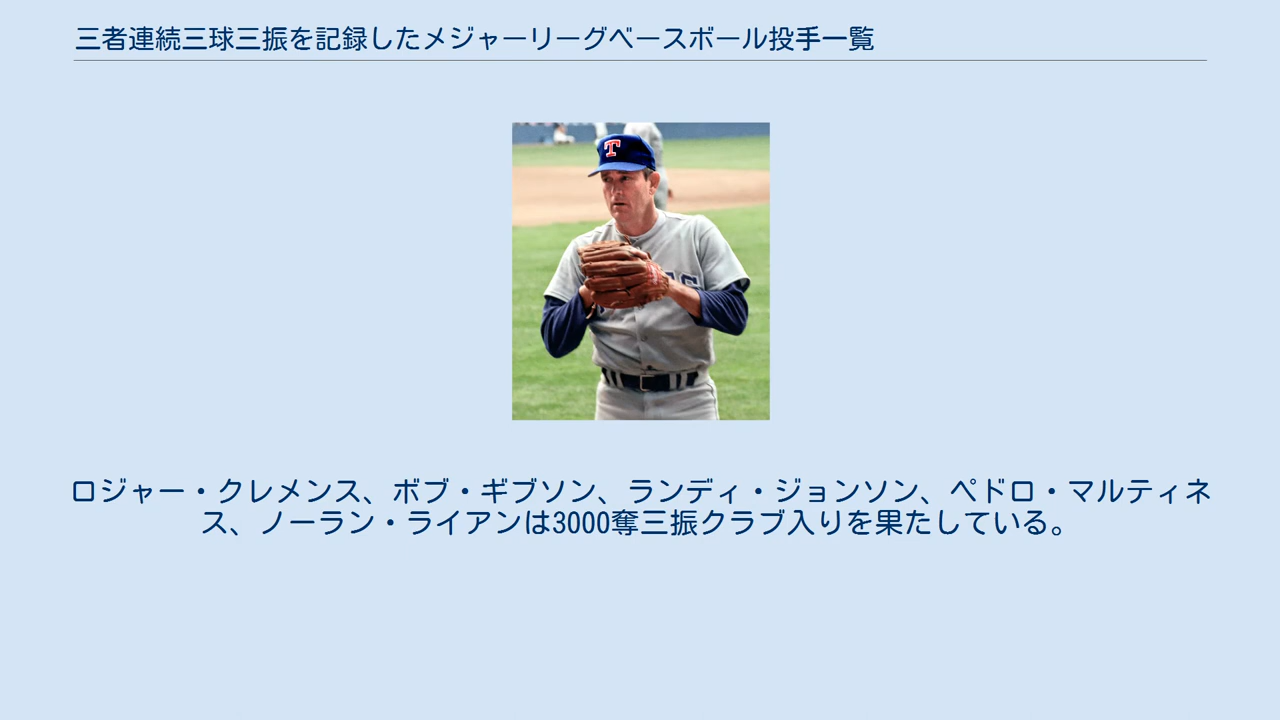 三者連続三球三振を記録したメジャーリーグベースボール投手一覧
T
ロジャー・クレメンス、ボブ・ギブソン、ランディ・ジョンソン、ペドロ・マルティネ
ス、ノーラン・ライアンは3000奪三振クラブ入りを果たしている。